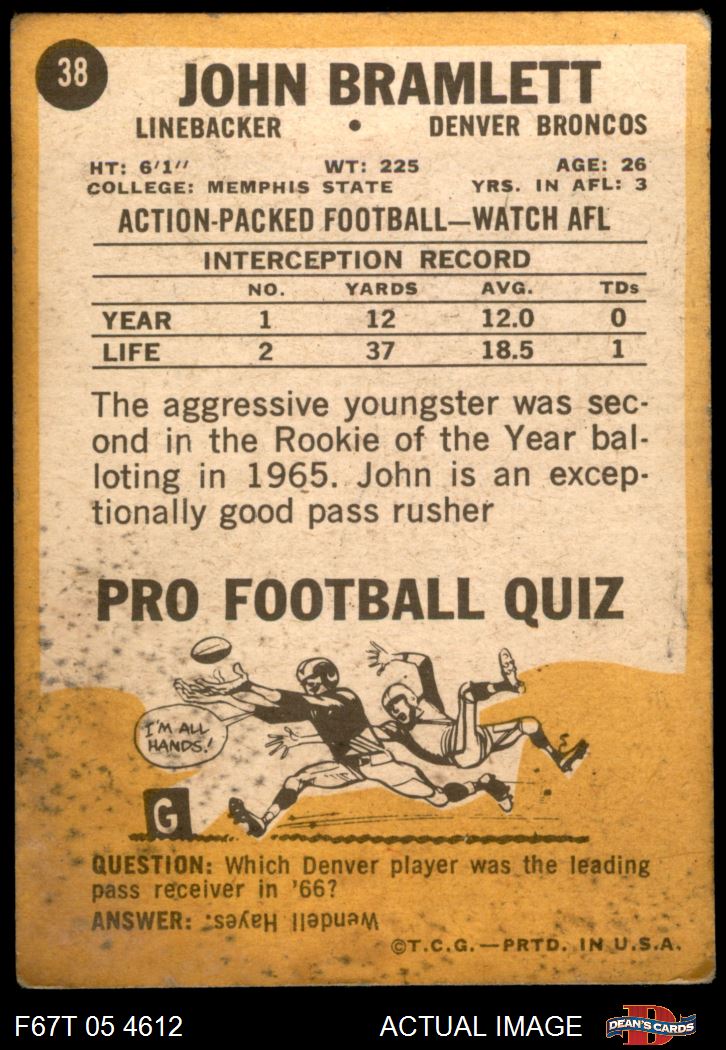 38
JOHN BRAMLETT
LINEBACKER • DENVER BRONCOS
HT: 6'1" WT: 225 AGE: 26
COLLEGE: MEMPHIS STATE YRS. IN AFL: 3
ACTION-PACKED FOOTBALL—WATCH AFL
INTERCEPTION RECORD
NO. YARDS AVG. TDs
YEAR 1 12 12.0 0
LIFE 2 37 18.5 1
The aggressive youngster was sec-
ond in the Rookie of the Year bal-
loting in 1965. John is an excep-
tionally good pass rusher
PRO FOOTBALL QUIZ
I'M ALL
HANDS!
G
QUESTION: Which Denver player was the leading
pass receiver in '66?
ANSWER: Wendell Hayes.
©T.C.G.—PRTD. IN U.S.A.
F67T 05 4612 ACTUAL IMAGE D DEAN'S CARDS